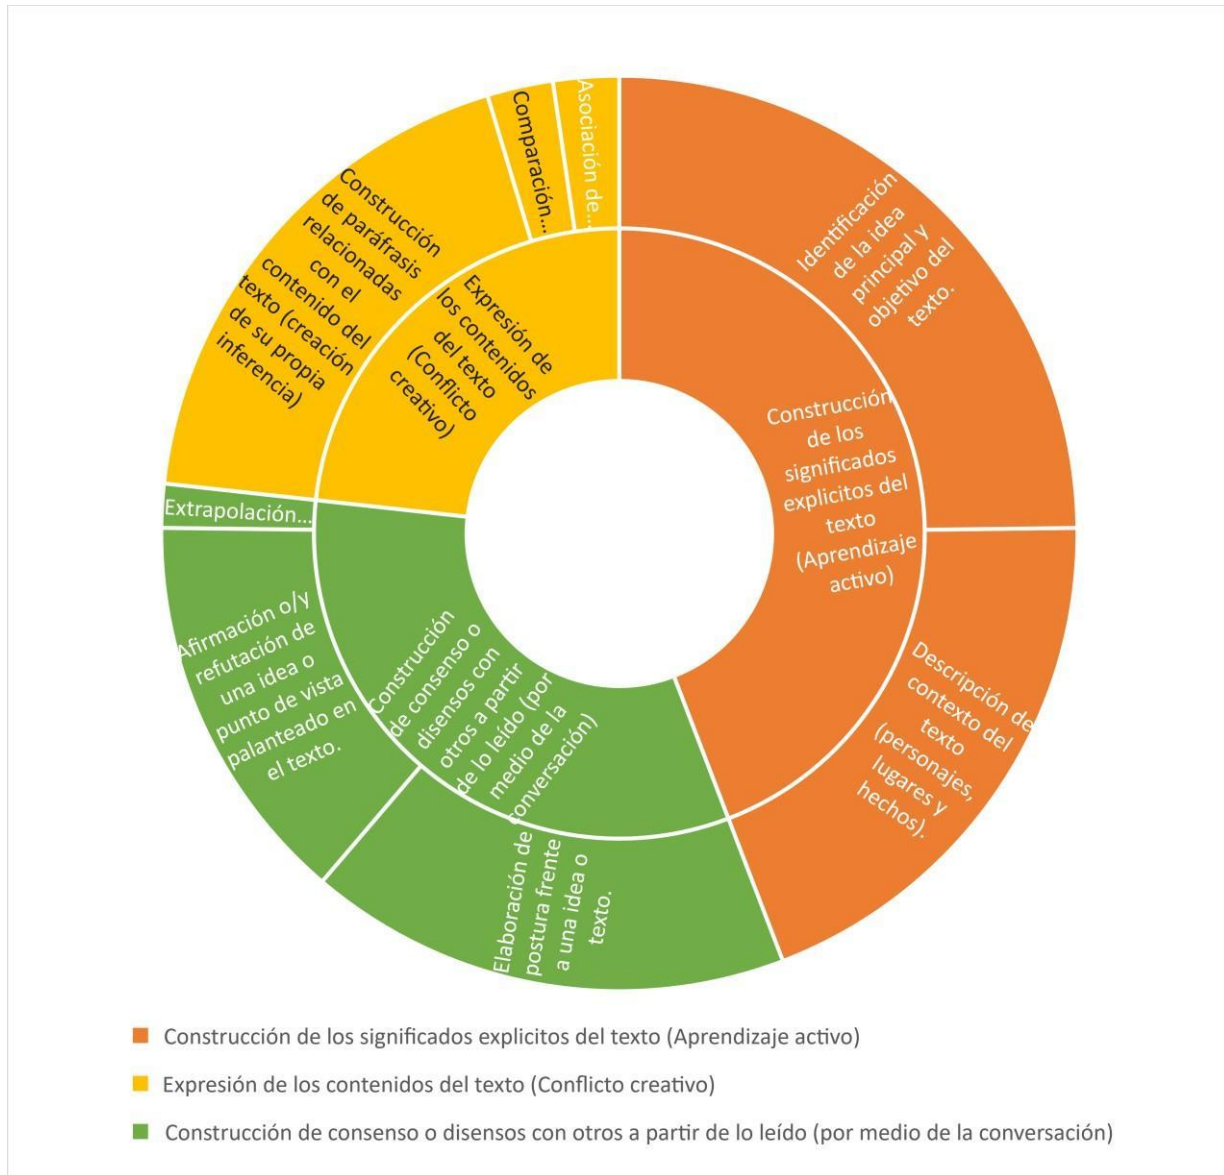 Asociación de...
Comparación...
Construcción
de paráfrasis
relacionadas
con el
contenido del
texto (creación
de su propia
inferencia)
Expresión de
los contenidos
del texto
(Conflicto
creativo)
Identificación
de la idea
principal y
objetivo del
texto.
Construcción
de los
significados
explicitos del
texto
(Aprendizaje
activo)
Extrapolación...
Afirmación o/y
refutación de
una idea o
punto de vista
palanteado en
el texto.
Construcción
de consenso o
disensos con
otros a partir
de lo leído (por
medio de la
conversación)
Descripción de
contexto del
texto
(personajes,
lugares y
hechos).
Elaboración de
postura frente
a una idea o
texto.
Construcción de los significados explicitos del texto (Aprendizaje activo)
Expresión de los contenidos del texto (Conflicto creativo)
Construcción de consenso o disensos con otros a partir de lo leído (por medio de la conversación)